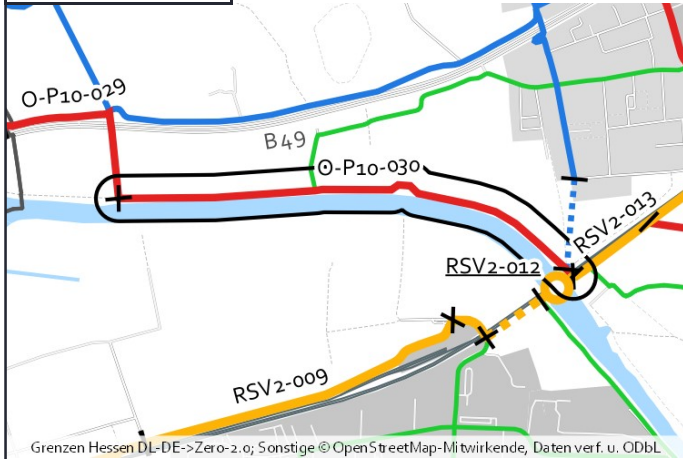 O-P10-029
B49
O-P10-030
RSV2-013
RSV2-012
RSV2-009
Grenzen Hessen DL-DE->Zero-2.0; Sonstige © OpenStreetMap-Mitwirkende, Daten verf. u. ODbL